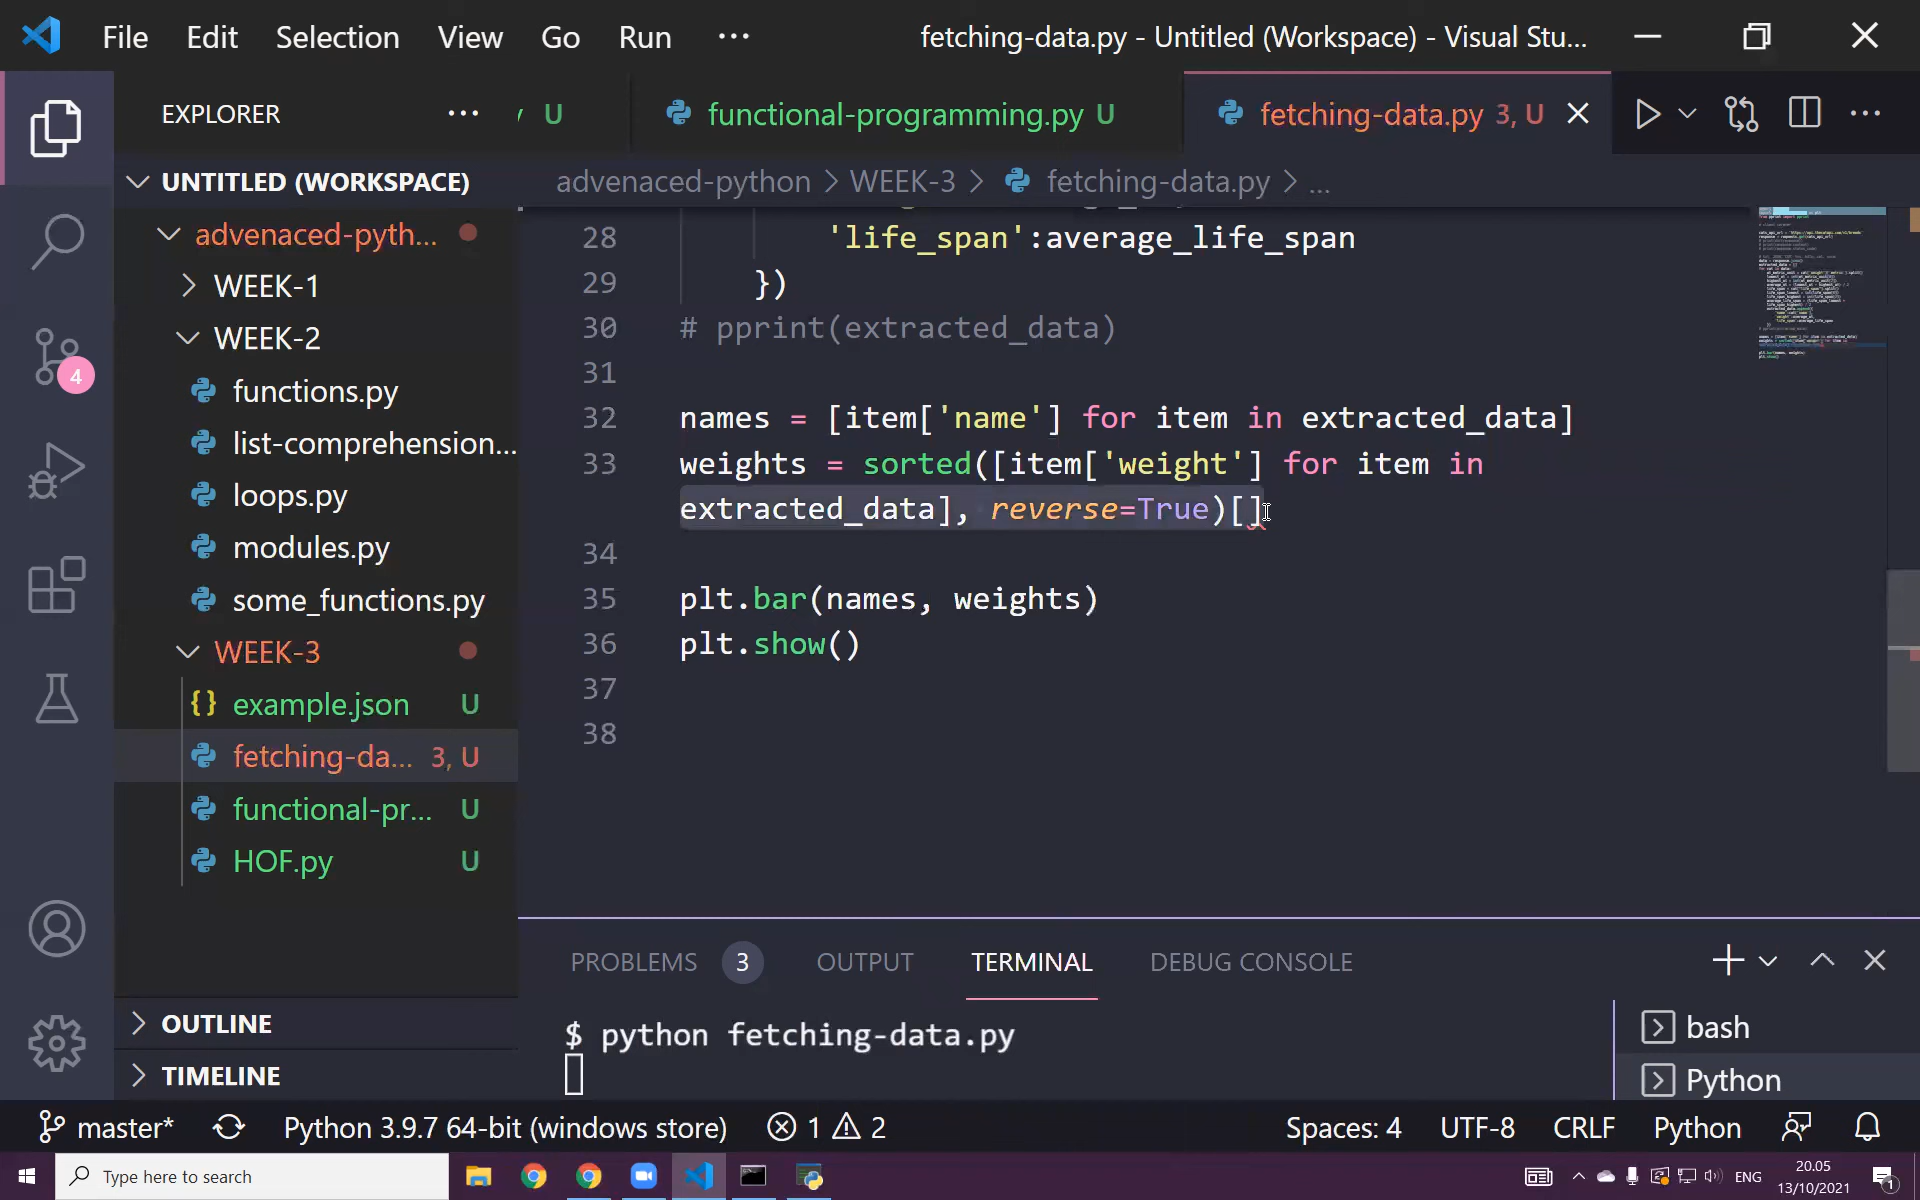 File Edit Selection View Go Run ··· fetching-data.py - Untitled (Workspace) - Visual Stu...
EXPLORER ···
y U functional-programming.py U fetching-data.py 3, U
advenaced-python > WEEK-3 > fetching-data.py > ...
UNTITLED (WORKSPACE)
advenaced-pyth...
WEEK-1
WEEK-2
functions.py
list-comprehension...
loops.py
modules.py
some_functions.py
WEEK-3
example.json U
fetching-da... 3, U
functional-pr... U
HOF.py U
OUTLINE
TIMELINE
4
28 'life_span':average_life_span
29 })
30 # pprint(extracted_data)
31
32 names = [item['name'] for item in extracted_data]
33 weights = sorted([item['weight'] for item in
extracted_data], reverse=True)[]
34
35 plt.bar(names, weights)
36 plt.show()
37
38
PROBLEMS 3 OUTPUT TERMINAL DEBUG CONSOLE
$ python fetching-data.py
bash
Python
master* Python 3.9.7 64-bit (windows store) 1 2 Spaces: 4 UTF-8 CRLF Python
Type here to search
ENG
20.05
13/10/2021
1